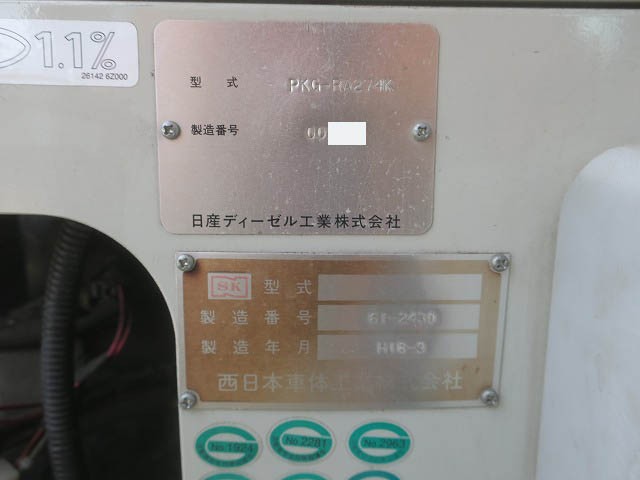 1.1%
26142 6Z000
型 式 PKG-RA274K
製造番号 00
日産ディーゼル工業株式会社
SK 型 式
製造番号 61-2430
製造年月 H18-3
西日本車体工業株式会社
No.1924 No.2281 No.2963